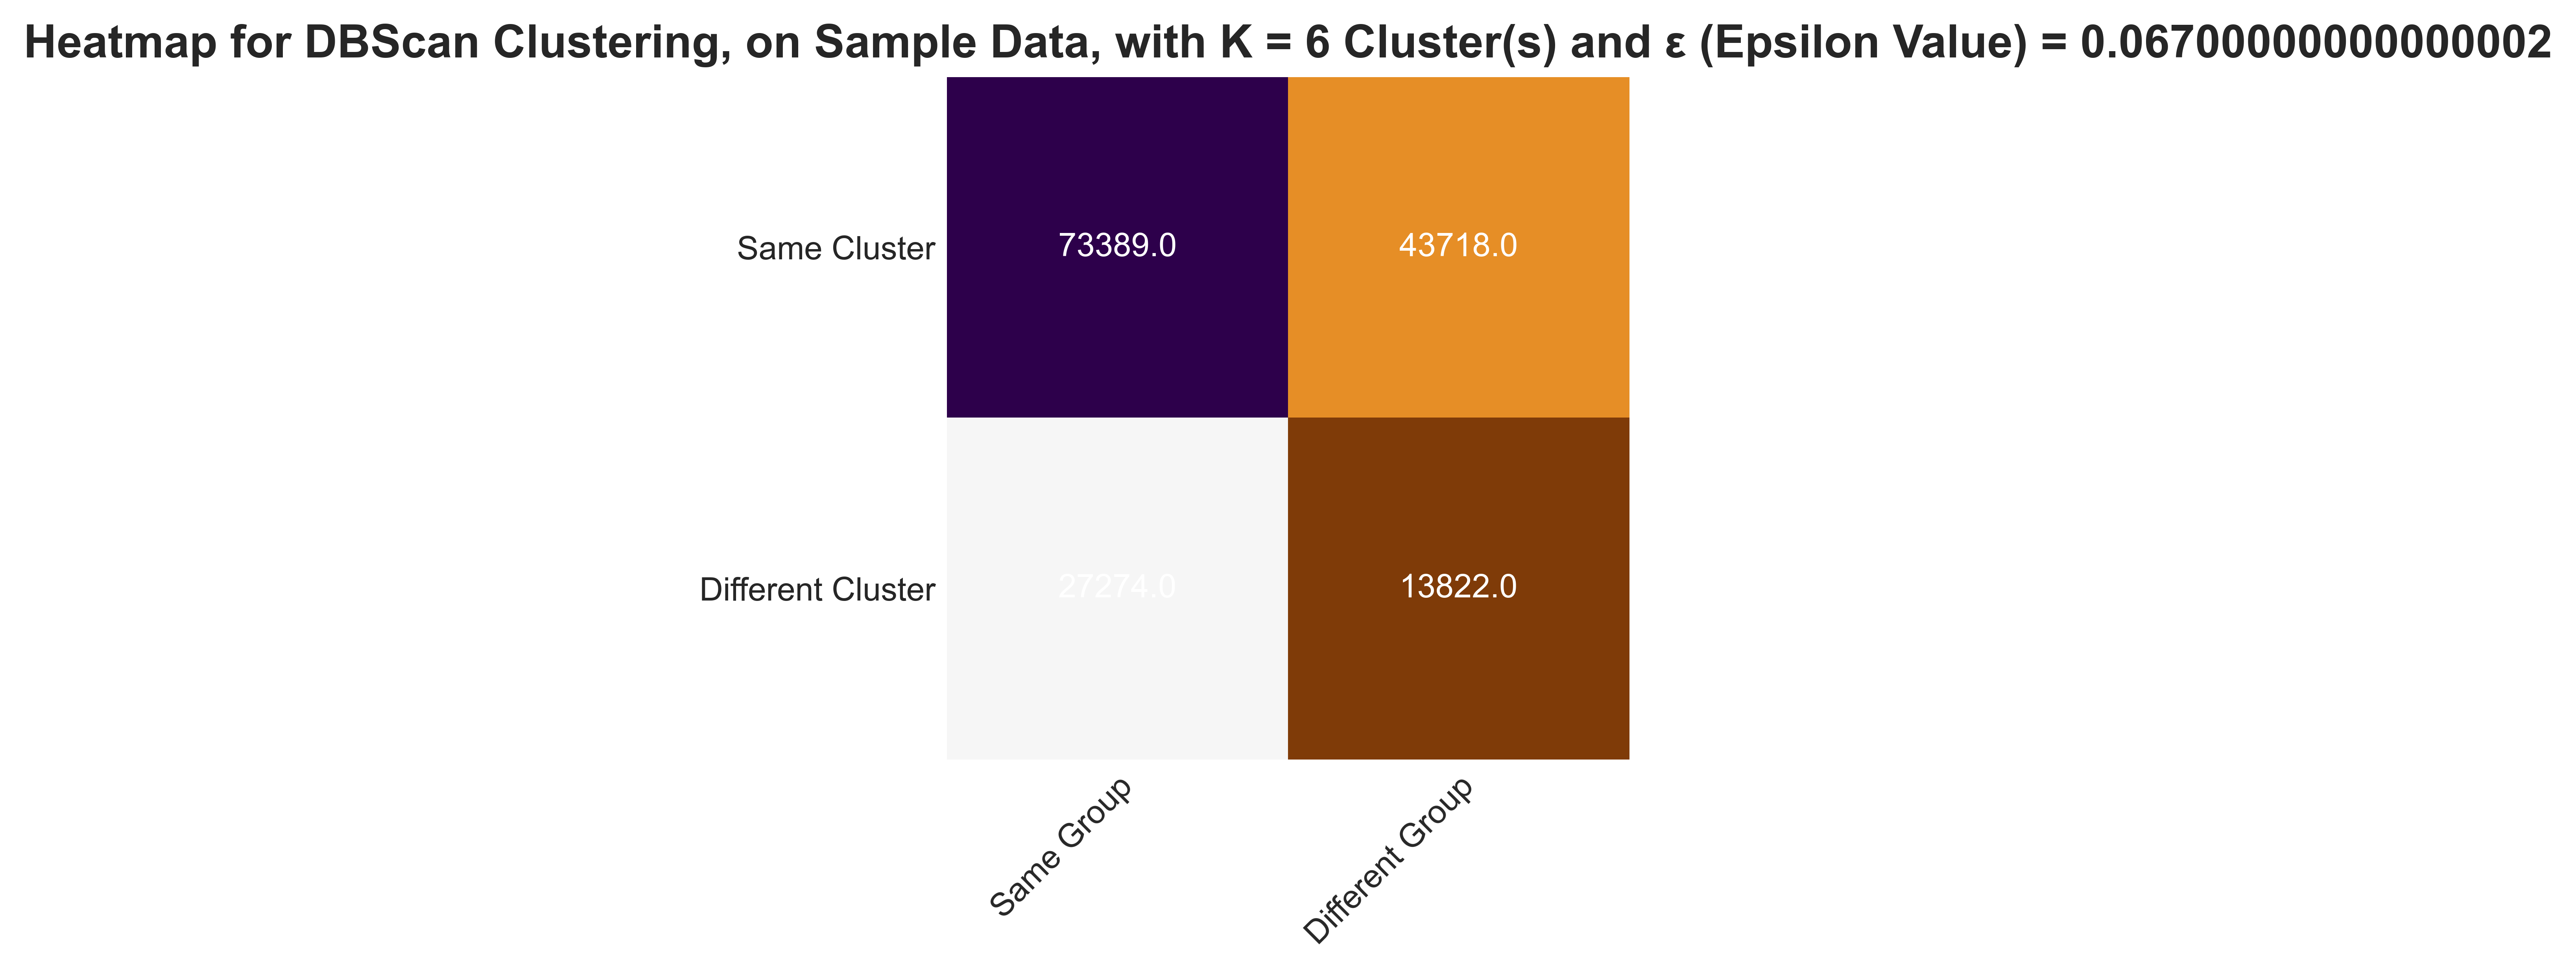 Heatmap for DBScan Clustering, on Sample Data, with K = 6 Cluster(s) and ε (Epsilon Value) = 0.06700000000000002
Same Cluster
73389.0
43718.0
Different Cluster
27274.0
13822.0
Same Group
Different Group